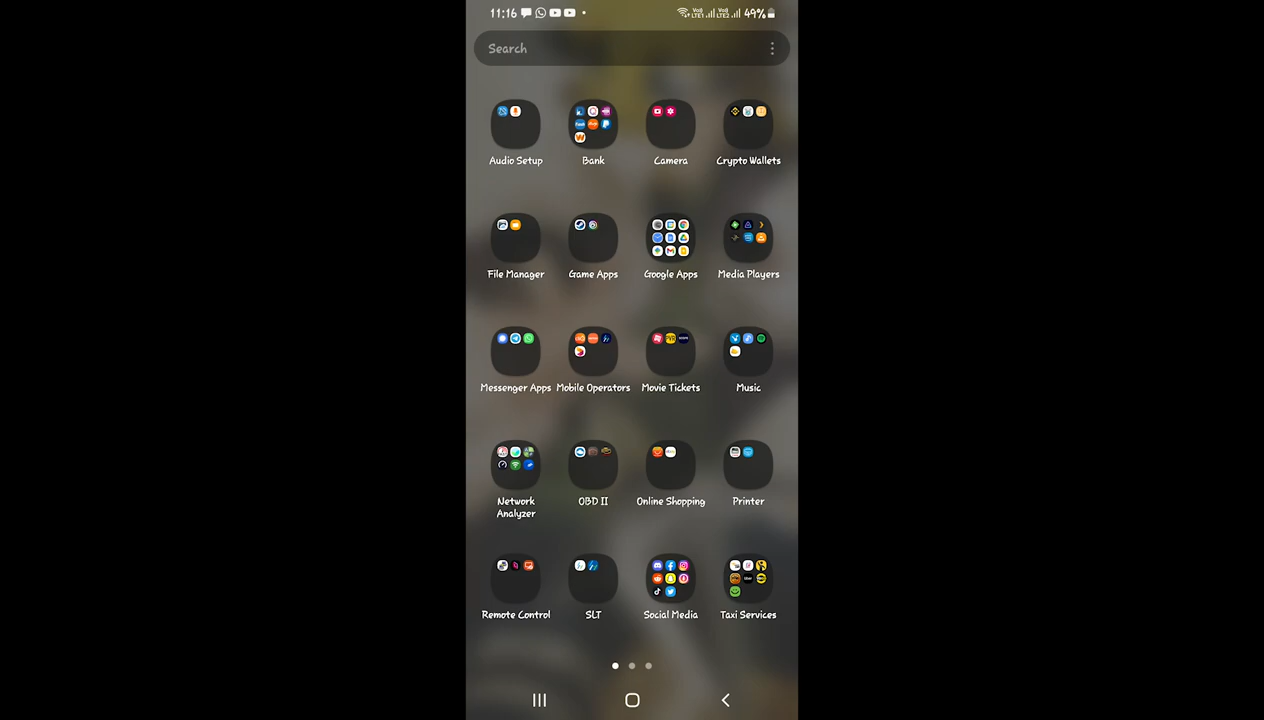 11:16 49%
Search
Audio Setup Bank Camera Crypto Wallets
File Manager Game Apps Google Apps Media Players
Messenger Apps Mobile Operators Movie Tickets Music
Network Analyzer OBD II Online Shopping Printer
Remote Control SLT Social Media Taxi Services